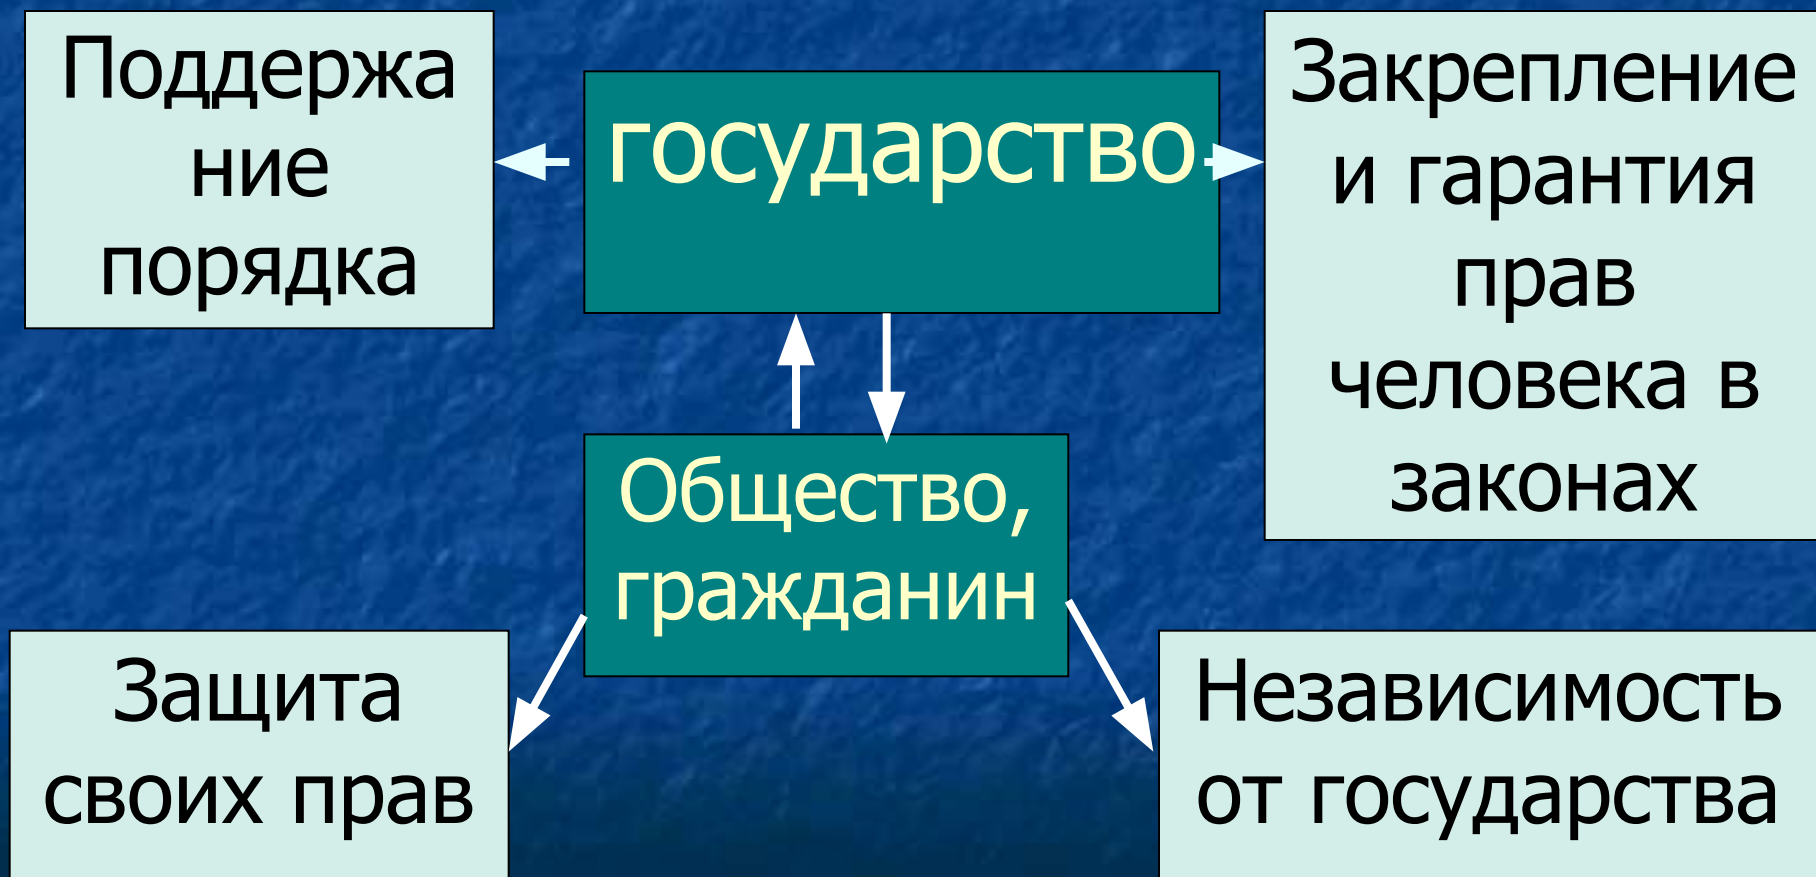 Поддержа
ние
порядка
государство
Закрепление
и гарантия
прав
человека в
законах
Общество,
гражданин
Защита
своих прав
Независимость
от государства